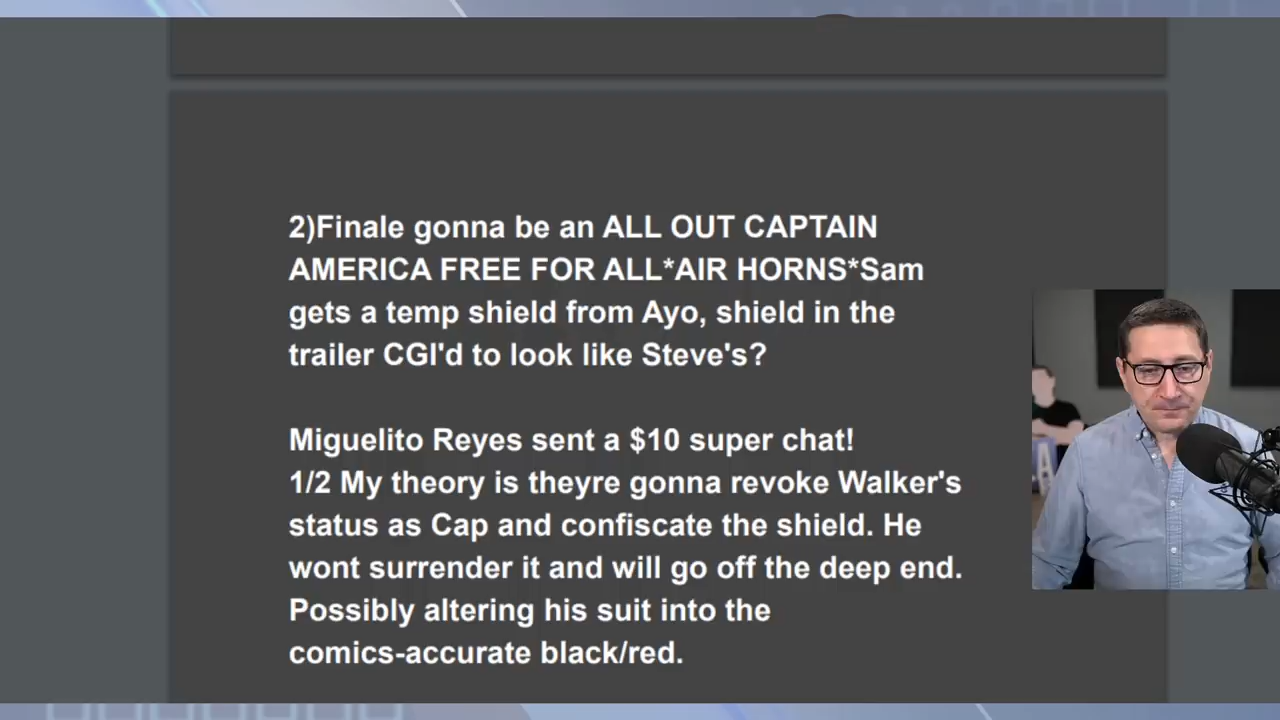 2)Finale gonna be an ALL OUT CAPTAIN
AMERICA FREE FOR ALL*AIR HORNS*Sam
gets a temp shield from Ayo, shield in the
trailer CGI'd to look like Steve's?
Miguelito Reyes sent a $10 super chat!
1/2 My theory is theyre gonna revoke Walker's
status as Cap and confiscate the shield. He
wont surrender it and will go off the deep end.
Possibly altering his suit into the
comics-accurate black/red.